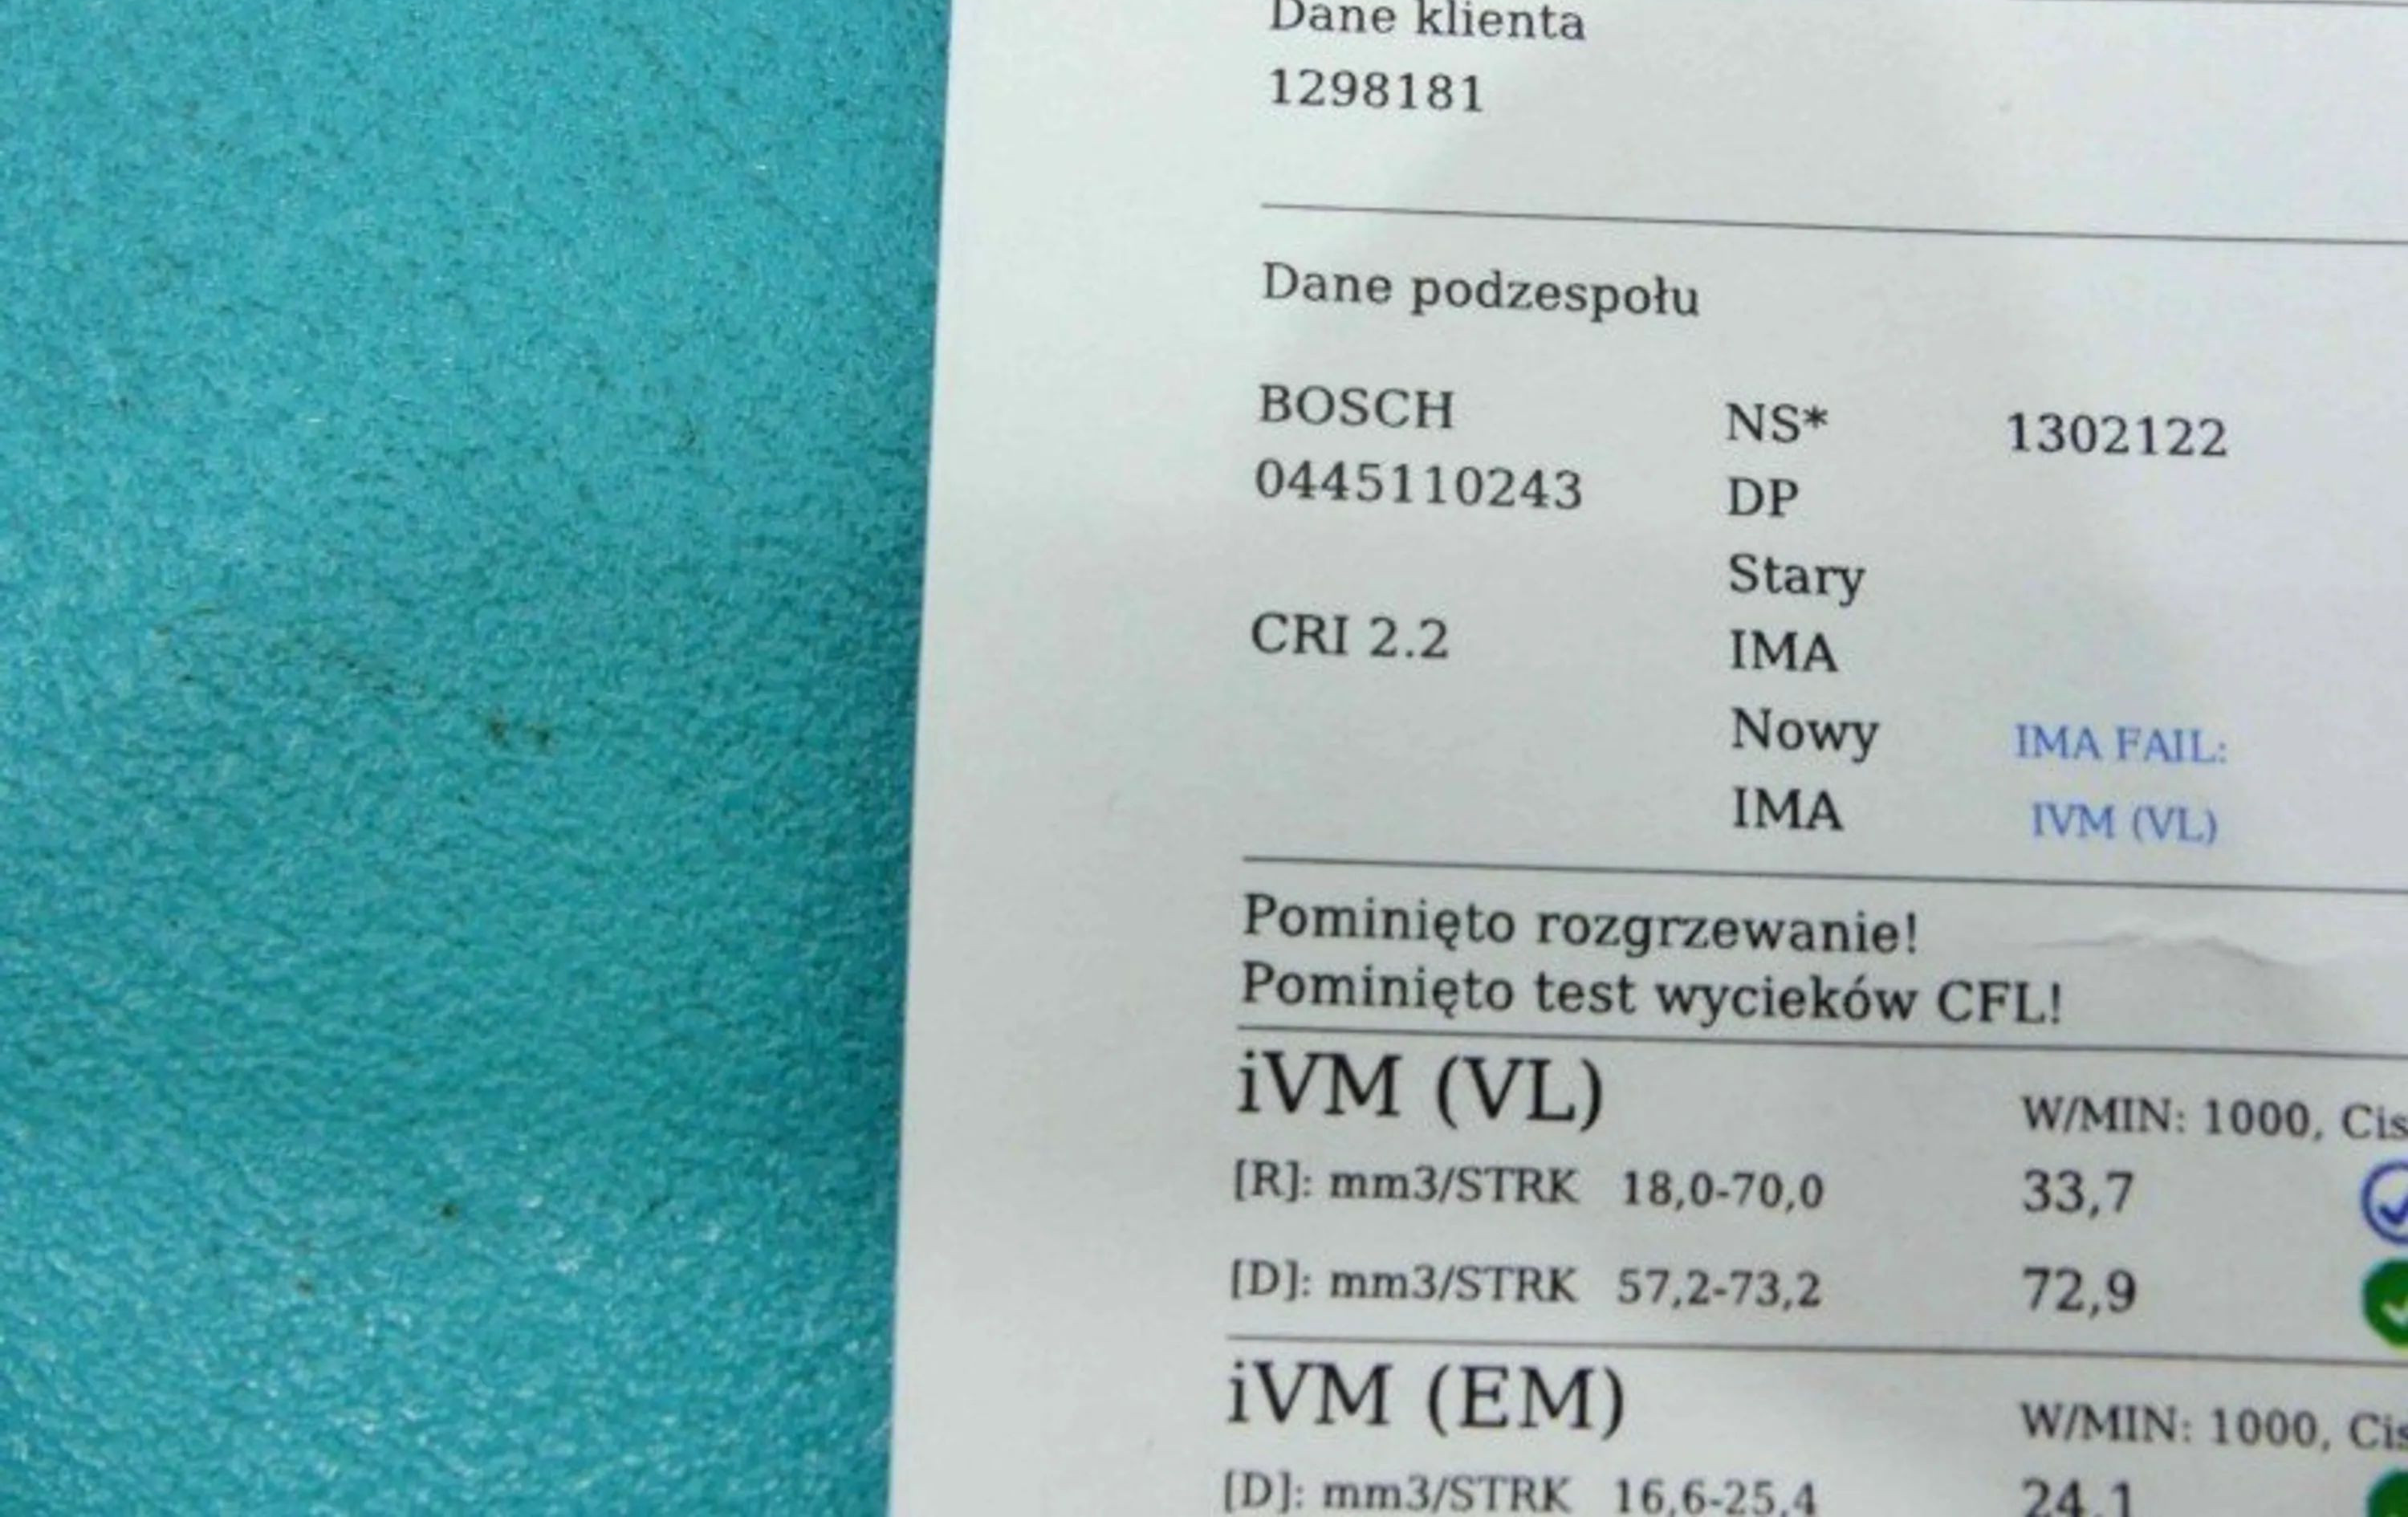 Dane klienta
1298181
Dane podzespołu
BOSCH NS* 1302122
0445110243 DP
Stary
CRI 2.2 IMA
Nowy IMA FAIL:
IMA IVM (VL)
Pominięto rozgrzewanie!
Pominięto test wycieków CFL!
iVM (VL) W/MIN: 1000, Cis
[R]: mm3/STRK 18,0-70,0 33,7
[D]: mm3/STRK 57,2-73,2 72,9
iVM (EM) W/MIN: 1000, Cis
[D]: mm3/STRK 16,6-25,4 24,1